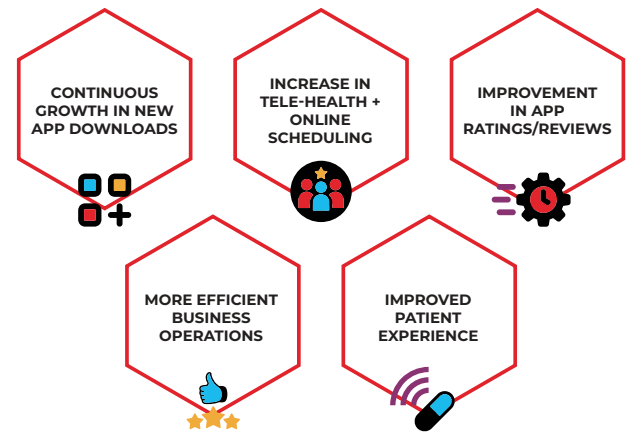 CONTINUOUS
GROWTH IN NEW
APP DOWNLOADS
INCREASE IN
TELE-HEALTH +
ONLINE
SCHEDULING
IMPROVEMENT
IN APP
RATINGS/REVIEWS
MORE EFFICIENT
BUSINESS
OPERATIONS
IMPROVED
PATIENT
EXPERIENCE